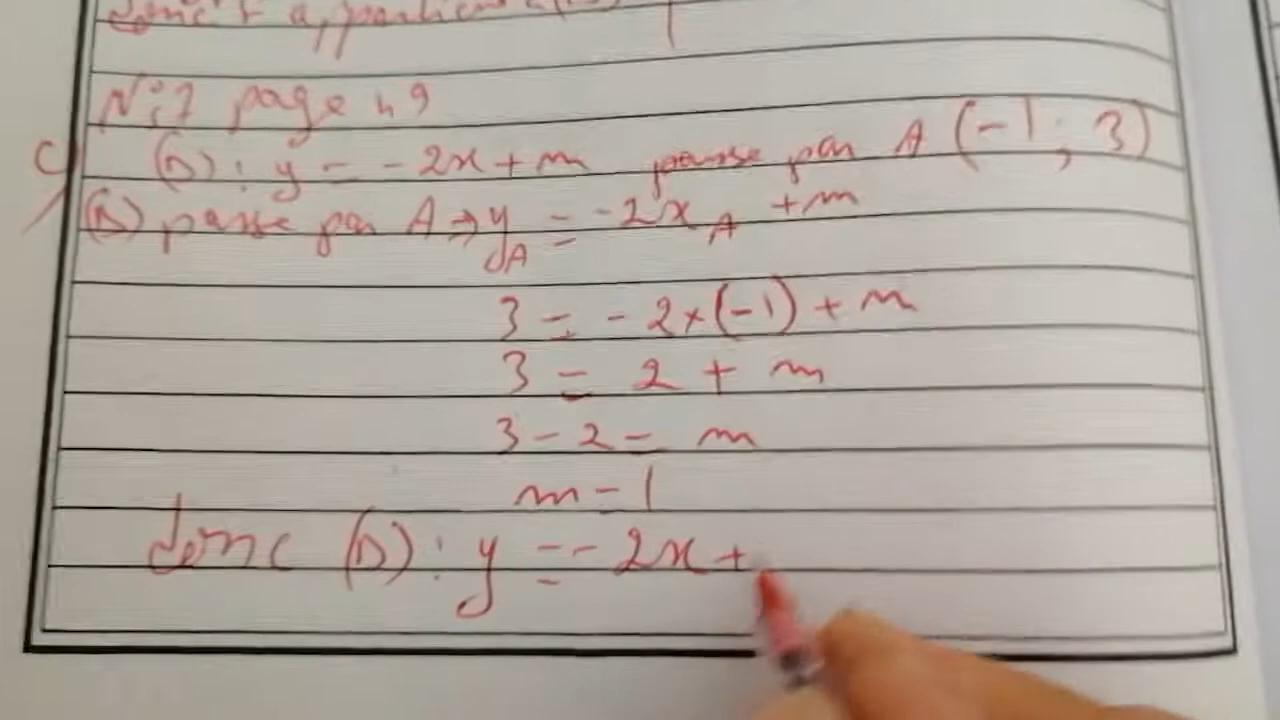 donc
N°:7 page 49
c) (D): y = -2x + m passe par A (-1; 3)
(D) passe par A ⇒ y_A = -2x_A + m
3 = -2×(-1) + m
3 = 2 + m
3 - 2 = m
m = 1
donc (D): y = -2x +